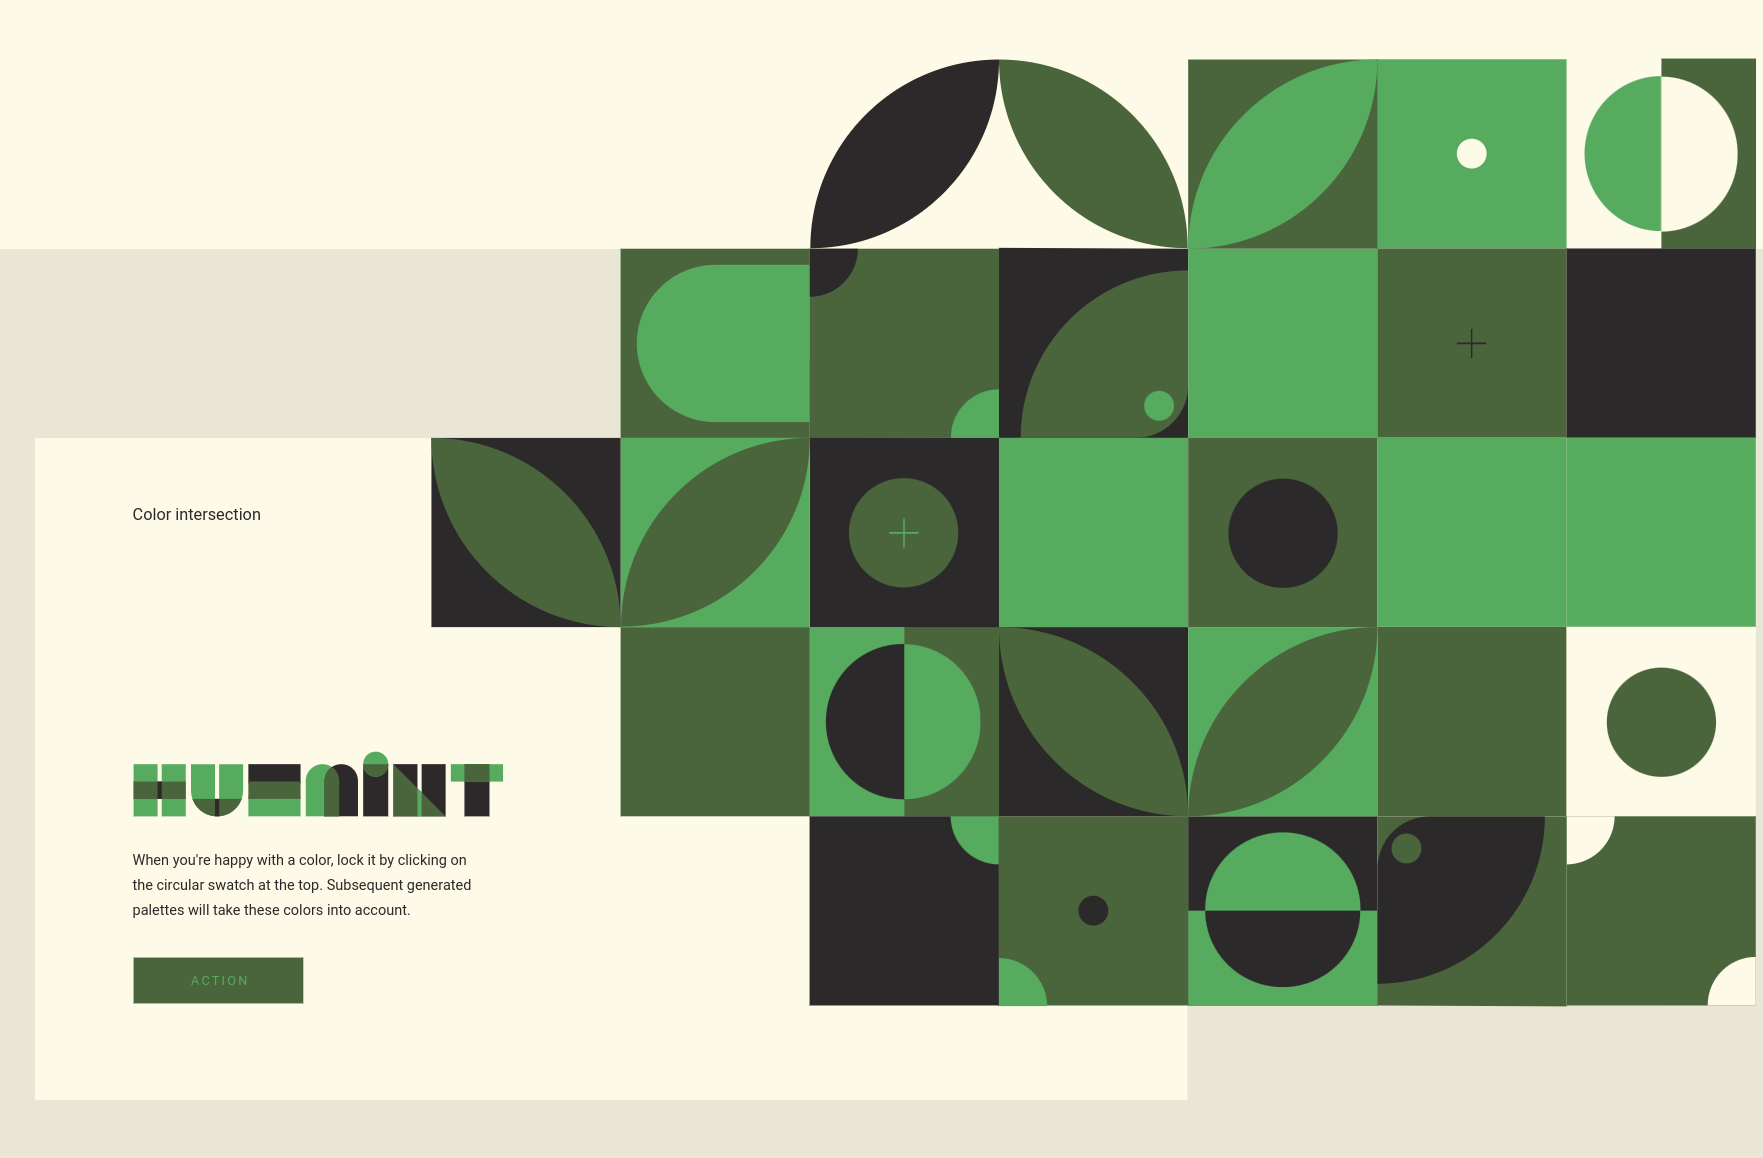 Color intersection
HUEMINT
When you're happy with a color, lock it by clicking on
the circular swatch at the top. Subsequent generated
palettes will take these colors into account.
ACTION